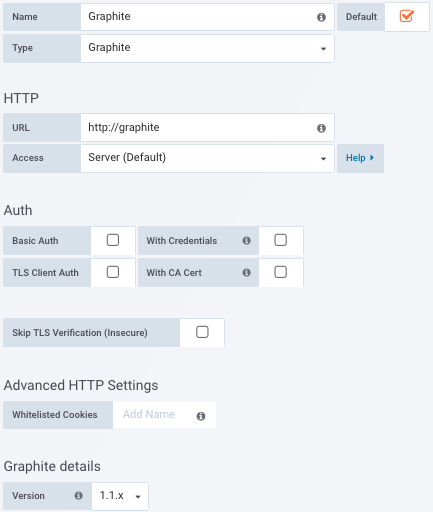 Name Graphite Default
Type Graphite
HTTP
URL http://graphite
Access Server (Default) Help
Auth
Basic Auth With Credentials
TLS Client Auth With CA Cert
Skip TLS Verification (Insecure)
Advanced HTTP Settings
Whitelisted Cookies Add Name
Graphite details
Version 1.1.x